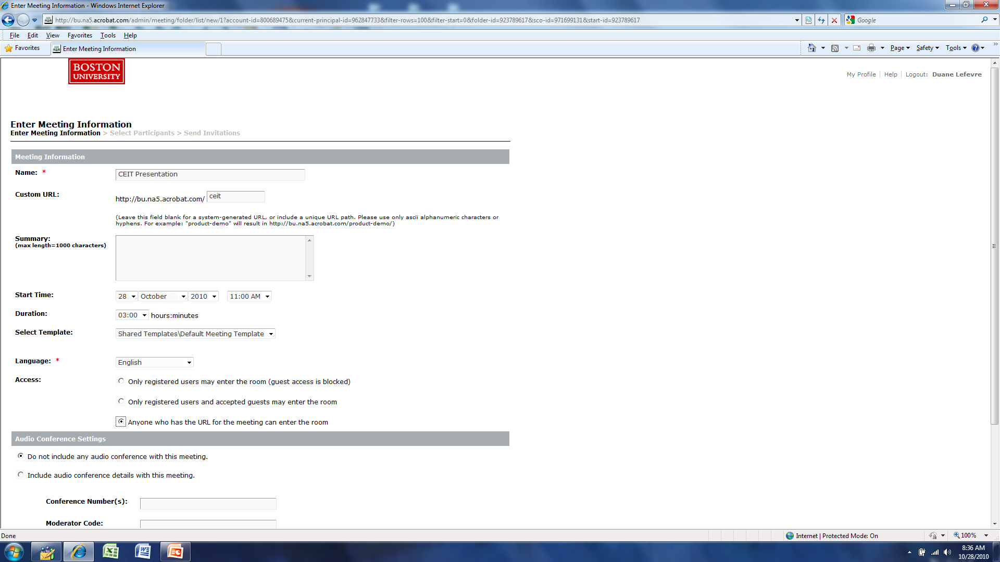 Enter Meeting Information - Windows Internet Explorer
http://bu.na5.acrobat.com/admin/meeting/folder/list/new/1?account-id=800689475&current-principal-id=962847733&filter-rows=100&filter-start=0&folder-id=923789617&sco-id=971699131&start-id=923789617
Google
File Edit View Favorites Tools Help
Favorites Enter Meeting Information Page Safety Tools
BOSTON
UNIVERSITY
My Profile | Help | Logout: Duane Lefevre
Enter Meeting Information
Enter Meeting Information > Select Participants > Send Invitations
Meeting Information
Name: * CEIT Presentation
Custom URL: http://bu.na5.acrobat.com/ ceit
(Leave this field blank for a system-generated URL, or include a unique URL path. Please use only ascii alphanumeric characters or
hyphens. For example: "product-demo" will result in http://bu.na5.acrobat.com/product-demo/)
Summary:
(max length=1000 characters)
Start Time: 28 October 2010 11:00 AM
Duration: 03:00 hours:minutes
Select Template: Shared Templates\Default Meeting Template
Language: * English
Access: Only registered users may enter the room (guest access is blocked)
Only registered users and accepted guests may enter the room
Anyone who has the URL for the meeting can enter the room
Audio Conference Settings
Do not include any audio conference with this meeting.
Include audio conference details with this meeting.
Conference Number(s):
Moderator Code:
Done Internet | Protected Mode: On 100%
8:36 AM
10/28/2010